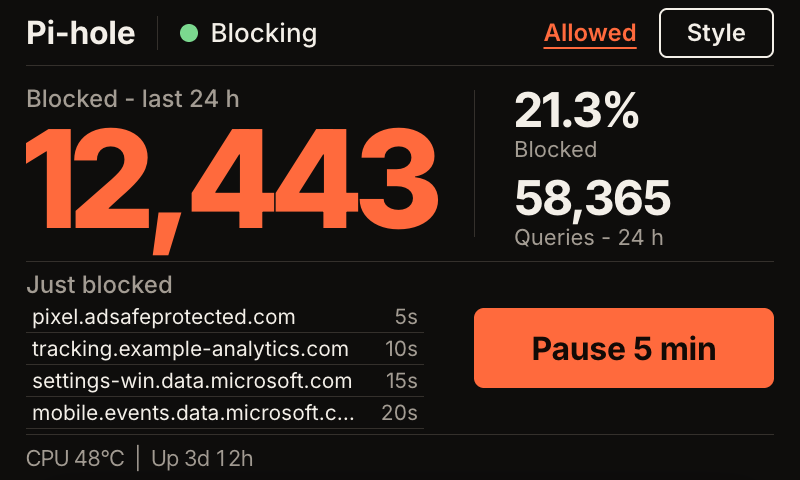 Pi-hole
Blocking
Allowed
Style
Blocked - last 24 h
12,443
21.3%
Blocked
58,365
Queries - 24 h
Just blocked
pixel.adsafeprotected.com 5s
tracking.example-analytics.com 10s
settings-win.data.microsoft.com 15s
mobile.events.data.microsoft.c... 20s
Pause 5 min
CPU 48°C | Up 3d 12h